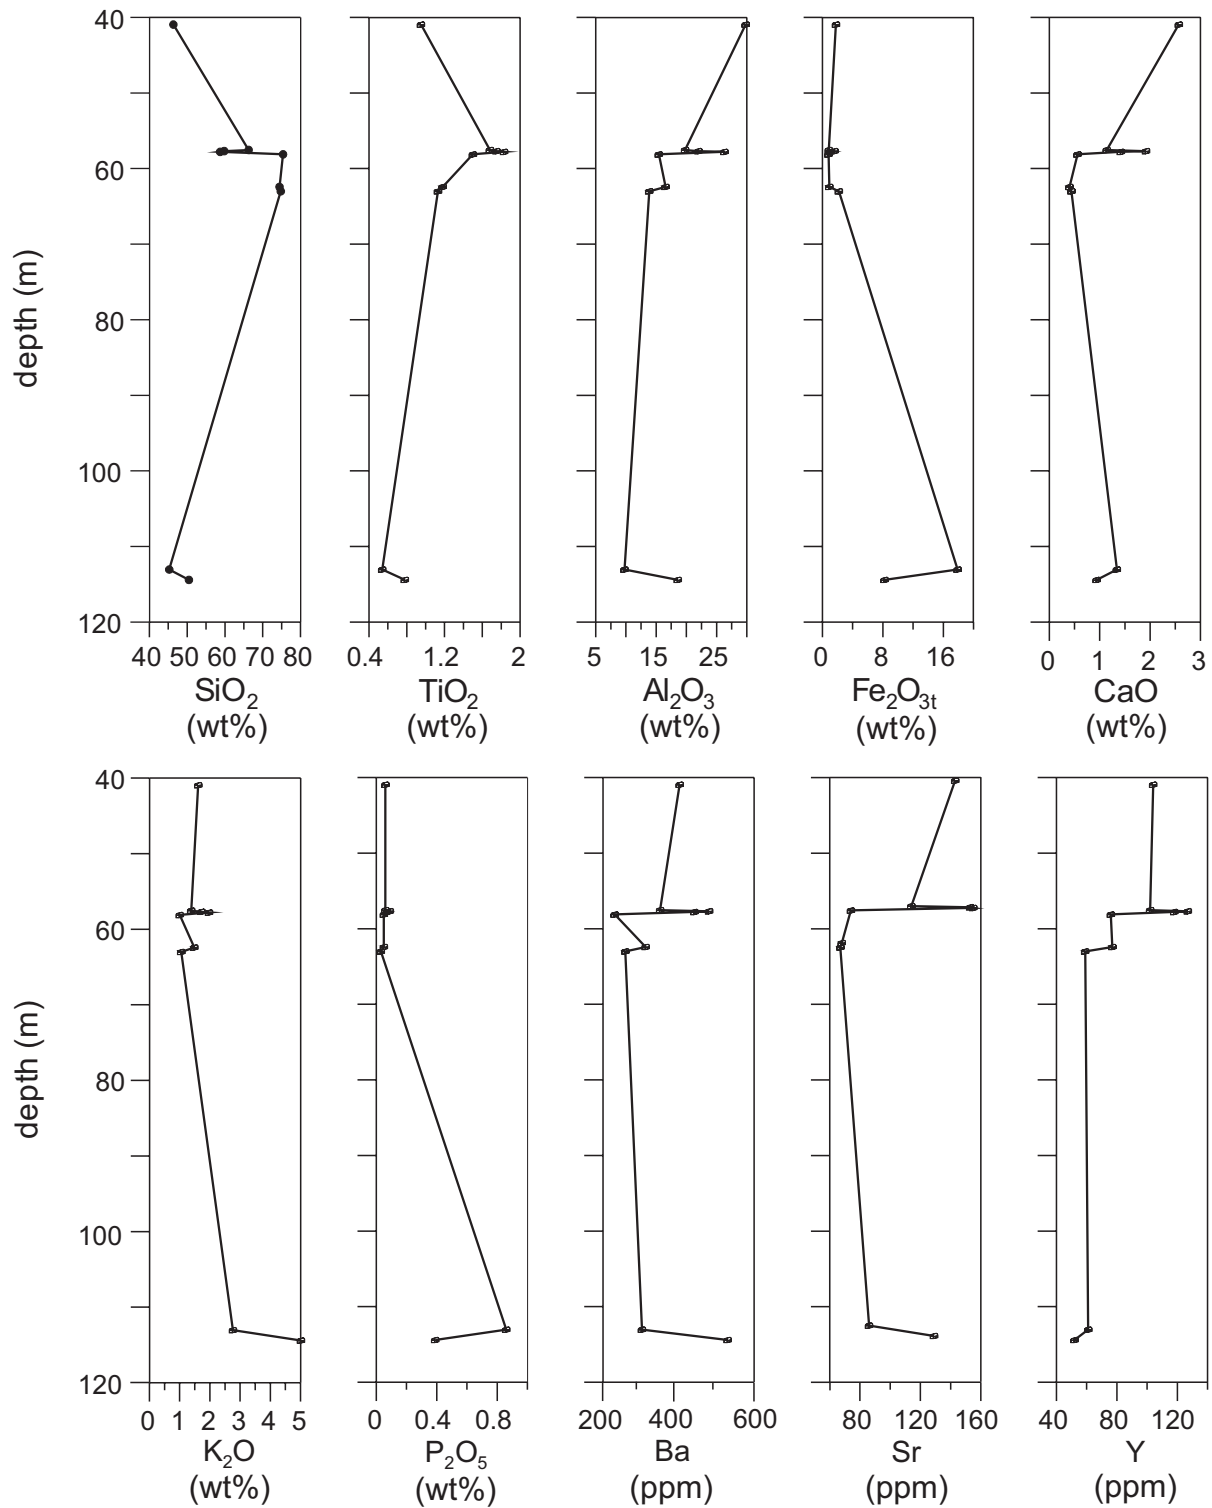 40
60
80
100
120
depth (m)
40 50 60 70 80
SiO₂
(wt%)
0.4 1.2 2
TiO₂
(wt%)
5 15 25
Al₂O₃
(wt%)
0 8 16
Fe₂O₃t
(wt%)
0 1 2 3
CaO
(wt%)
40
60
80
100
120
depth (m)
0 1 2 3 4 5
K₂O
(wt%)
0 0.4 0.8
P₂O₅
(wt%)
200 400 600
Ba
(ppm)
80 120 160
Sr
(ppm)
40 80 120
Y
(ppm)